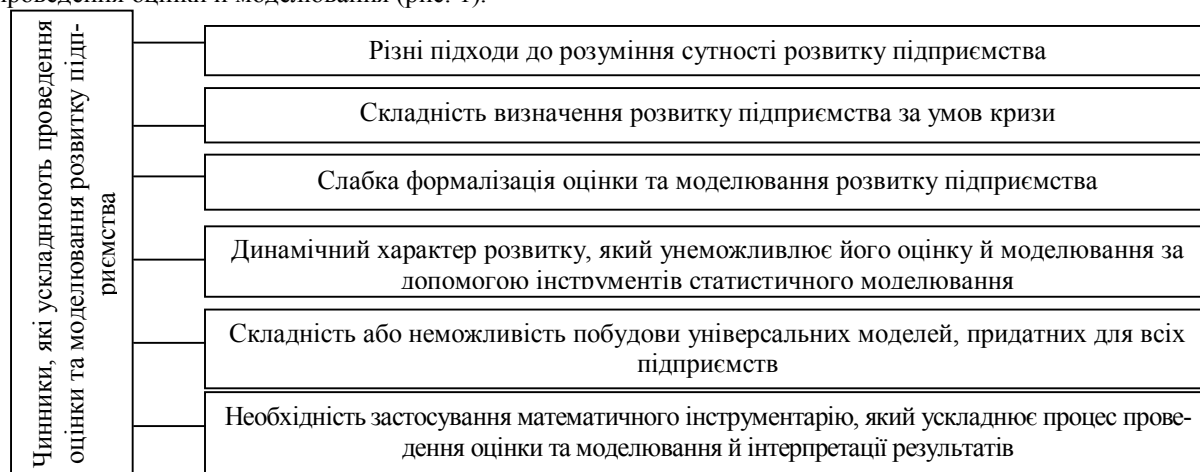 проведення оцінки й моделювання (рис. 1).
Чинники, які ускладнюють проведення
оцінки та моделювання розвитку підп-
риємства
Різні підходи до розуміння сутності розвитку підприємства
Складність визначення розвитку підприємства за умов кризи
Слабка формалізація оцінки та моделювання розвитку підприємства
Динамічний характер розвитку, який унеможливлює його оцінку й моделювання за
допомогою інструментів статистичного моделювання
Складність або неможливість побудови універсальних моделей, придатних для всіх
підприємств
Необхідність застосування математичного інструментарію, який ускладнює процес прове-
дення оцінки та моделювання й інтерпретації результатів